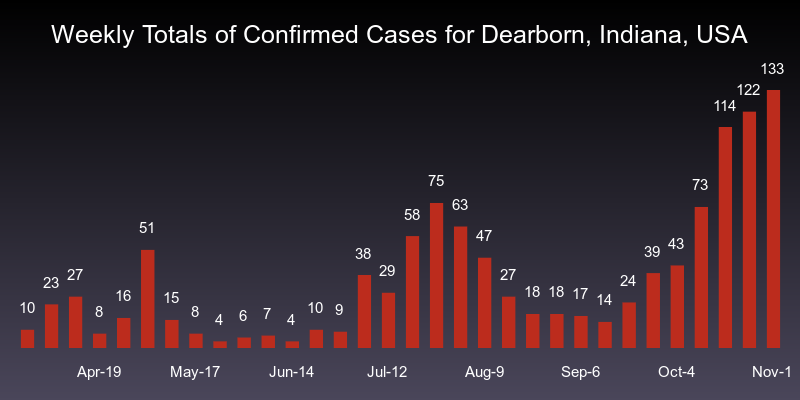 Weekly Totals of Confirmed Cases for Dearborn, Indiana, USA
10 23 27 8 16 51 15 8 4 6 7 4 10 9 38 29 58 75 63 47 27 18 18 17 14 24 39 43 73 114 122 133
Apr-19 May-17 Jun-14 Jul-12 Aug-9 Sep-6 Oct-4 Nov-1